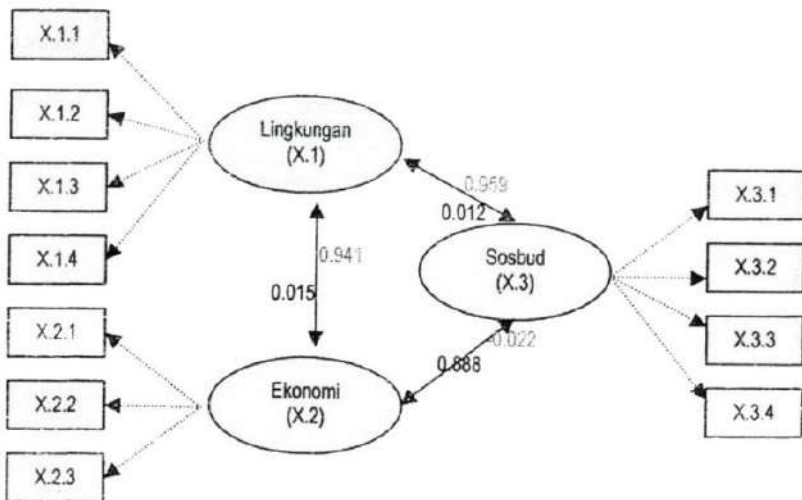 X.1.1
X.1.2
X.1.3
X.1.4
X.2.1
X.2.2
X.2.3
Lingkungan
(X.1)
0.959
0.012
0.941
0.015
Sosbud
(X.3)
-0.022
0.888
Ekonomi
(X.2)
X.3.1
X.3.2
X.3.3
X.3.4